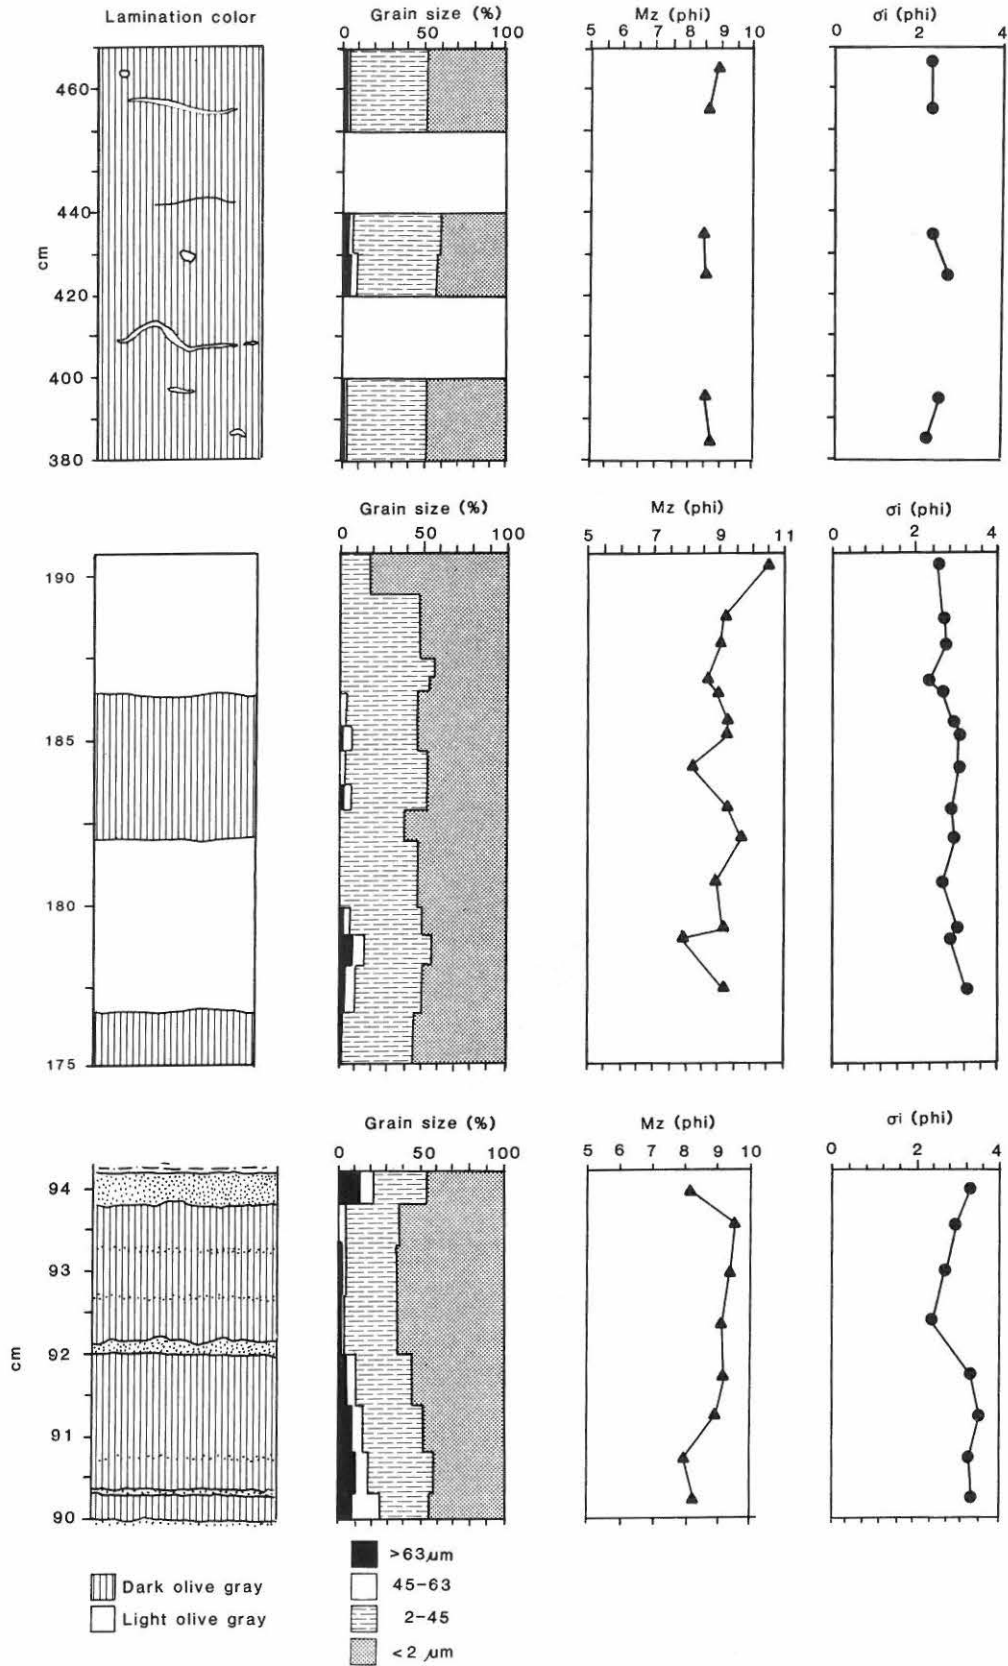 Lamination color
Grain size (%)
Mz (phi)
σi (phi)
0 50 100
5 6 7 8 9 10
0 2 4
460
440
cm
420
400
380
Grain size (%)
Mz (phi)
σi (phi)
0 50 100
5 7 9 11
0 2 4
190
185
180
175
Grain size (%)
Mz (phi)
σi (phi)
0 50 100
5 6 7 8 9 10
0 2 4
94
93
cm
92
91
90
>63 µm
Dark olive gray
45-63
Light olive gray
2-45
<2 µm